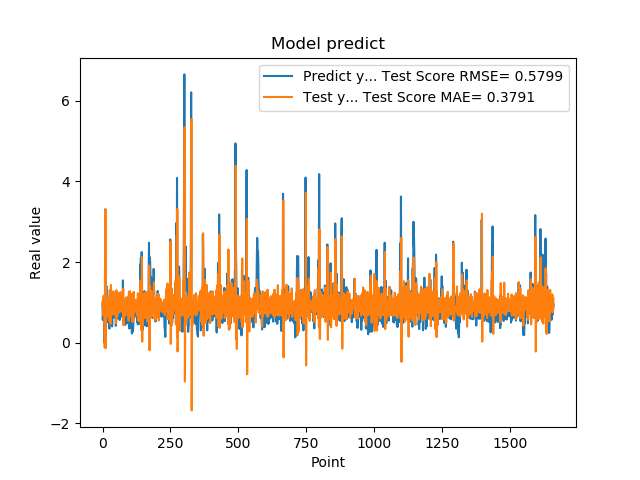 Model predict
Predict y... Test Score RMSE= 0.5799
Test y... Test Score MAE= 0.3791
6
4
2
0
−2
Real value
0 250 500 750 1000 1250 1500
Point